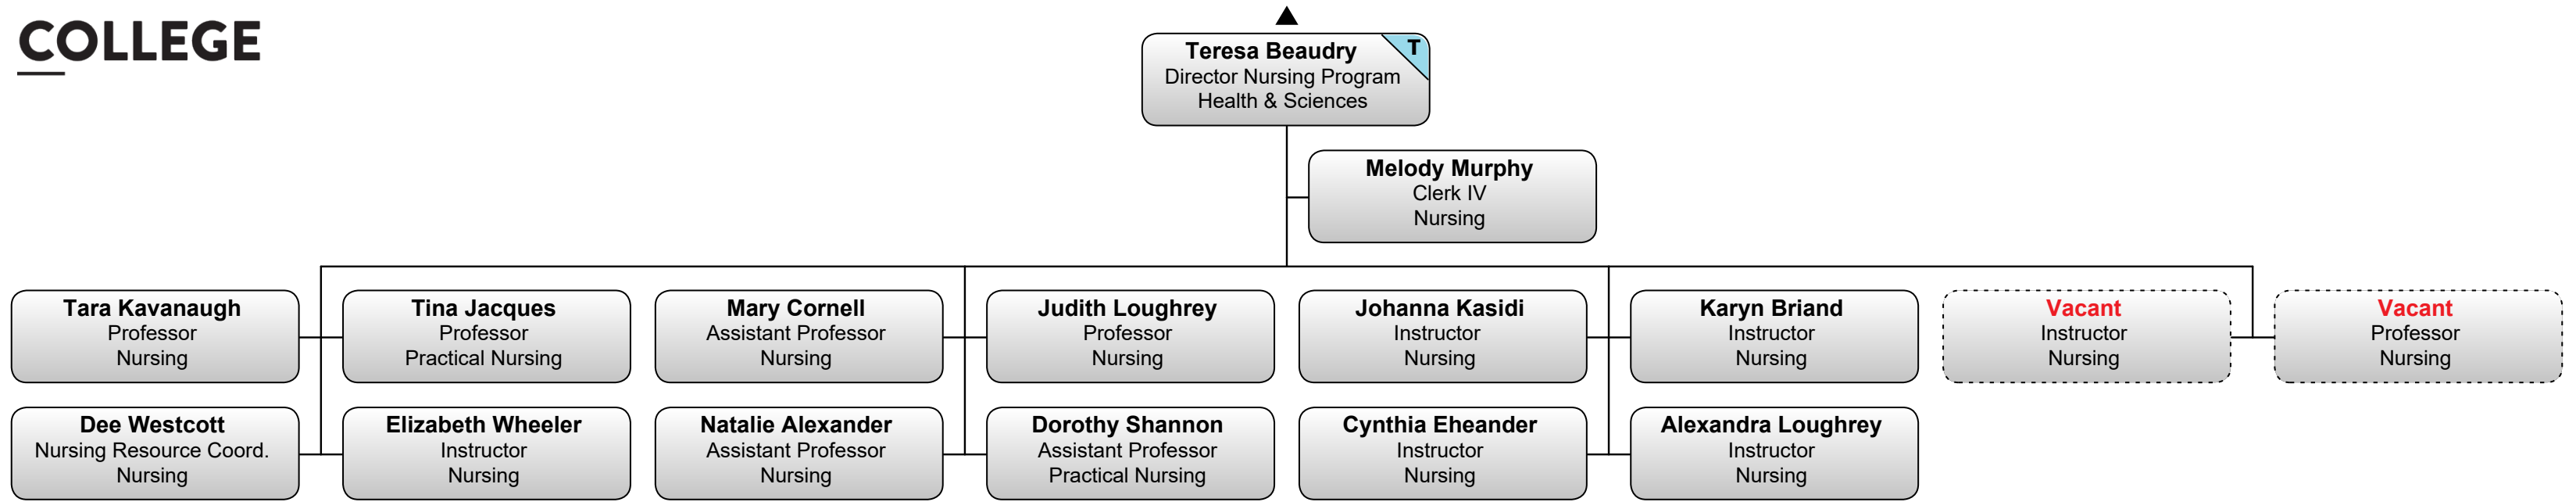 COLLEGE
Teresa Beaudry
T
Director Nursing Program
Health & Sciences
Melody Murphy
Clerk IV
Nursing
Tara Kavanaugh
Professor
Nursing
Tina Jacques
Professor
Practical Nursing
Mary Cornell
Assistant Professor
Nursing
Judith Loughrey
Professor
Nursing
Johanna Kasidi
Instructor
Nursing
Karyn Briand
Instructor
Nursing
Vacant
Instructor
Nursing
Vacant
Professor
Nursing
Dee Westcott
Nursing Resource Coord.
Nursing
Elizabeth Wheeler
Instructor
Nursing
Natalie Alexander
Assistant Professor
Nursing
Dorothy Shannon
Assistant Professor
Practical Nursing
Cynthia Eheander
Instructor
Nursing
Alexandra Loughrey
Instructor
Nursing